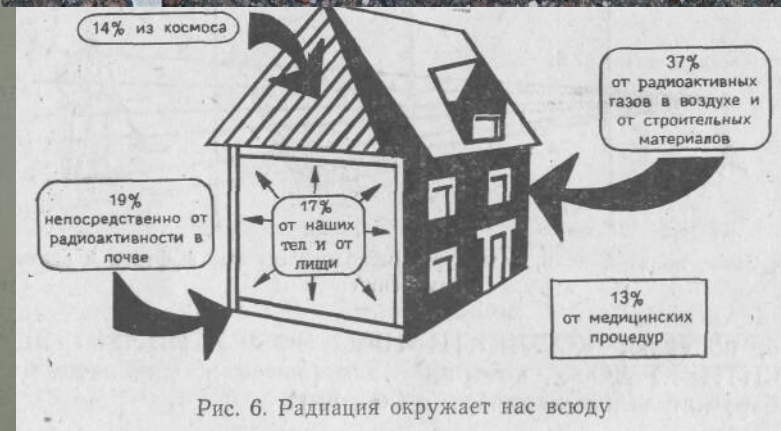 14% из космоса
37%
от радиоактивных
газов в воздухе и
от строительных
материалов
19%
непосредственно от
радиоактивности в
почве
17%
от наших
тел и от
пищи
13%
от медицинских
процедур
Рис. 6. Радиация окружает нас всюду